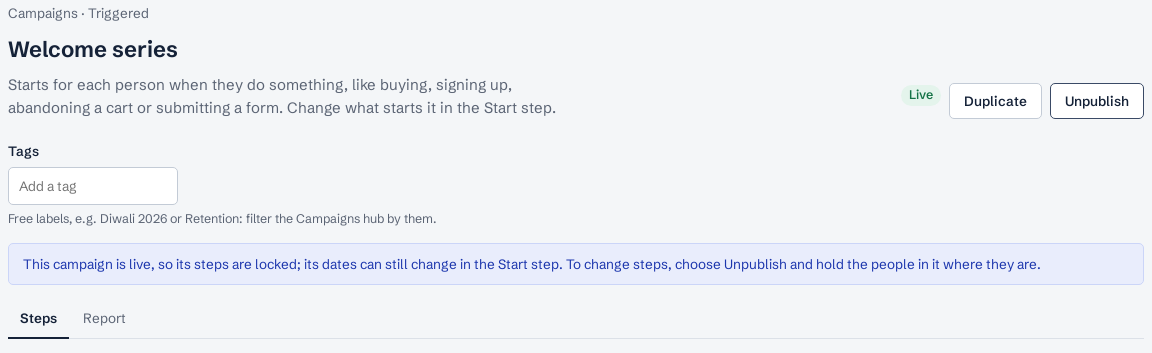 Campaigns · Triggered
Welcome series
Starts for each person when they do something, like buying, signing up,
abandoning a cart or submitting a form. Change what starts it in the Start step.
Live
Duplicate
Unpublish
Tags
Add a tag
Free labels, e.g. Diwali 2026 or Retention: filter the Campaigns hub by them.
This campaign is live, so its steps are locked; its dates can still change in the Start step. To change steps, choose Unpublish and hold the people in it where they are.
Steps
Report